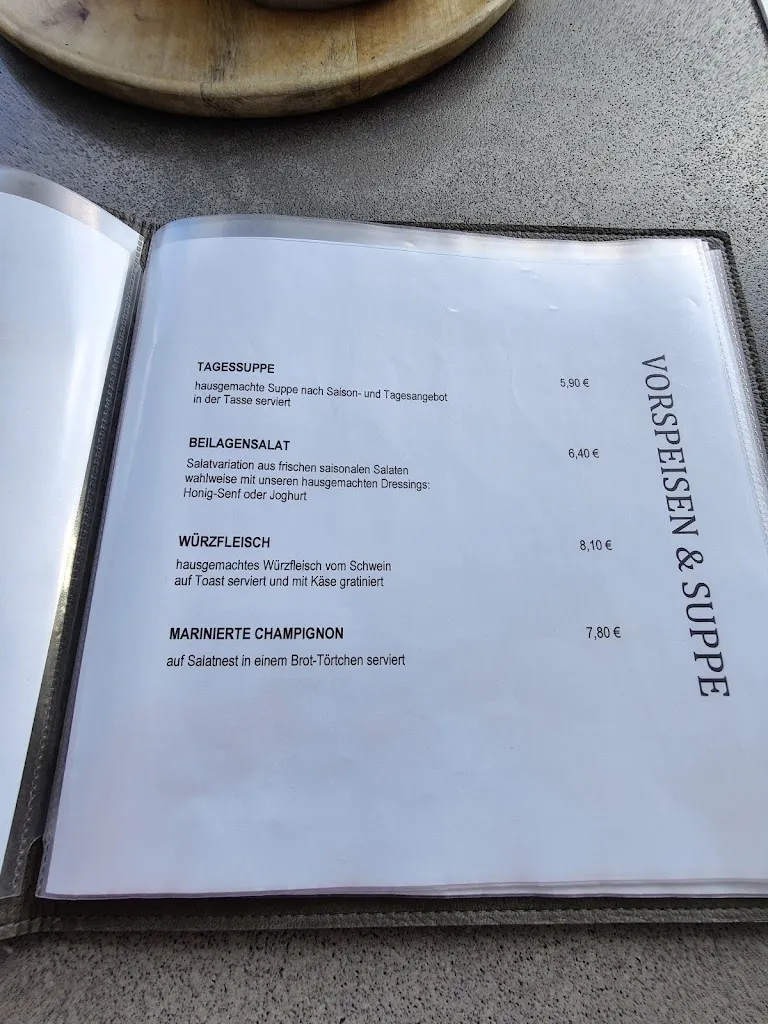 TAGESSUPPE
hausgemachte Suppe nach Saison- und Tagesangebot
in der Tasse serviert
5,90 €
BEILAGENSALAT
Salatvariation aus frischen saisonalen Salaten
wahlweise mit unseren hausgemachten Dressings:
Honig-Senf oder Joghurt
6,40 €
WÜRZFLEISCH
hausgemachtes Würzfleisch vom Schwein
auf Toast serviert und mit Käse gratiniert
8,10 €
MARINIERTE CHAMPIGNON
auf Salatnest in einem Brot-Törtchen serviert
7,80 €
VORSPEISEN & SUPPE